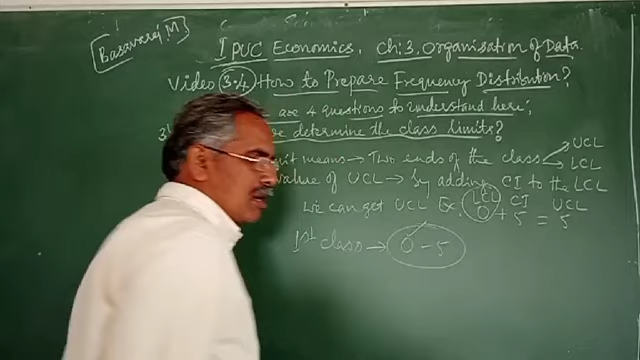 Basavaraj M
I PUC Economics. Ch:3. Organisation of Data.
Video 3.4 How to Prepare Frequency Distribution?
are 4 questions to understand here;
determine the class limits?
means → Two ends of the class → UCL
LCL
value of UCL → by adding CI to the LCL
We can get UCL Ex. LCL CI UCL
0 + 5 = 5
1st class → 0 - 5